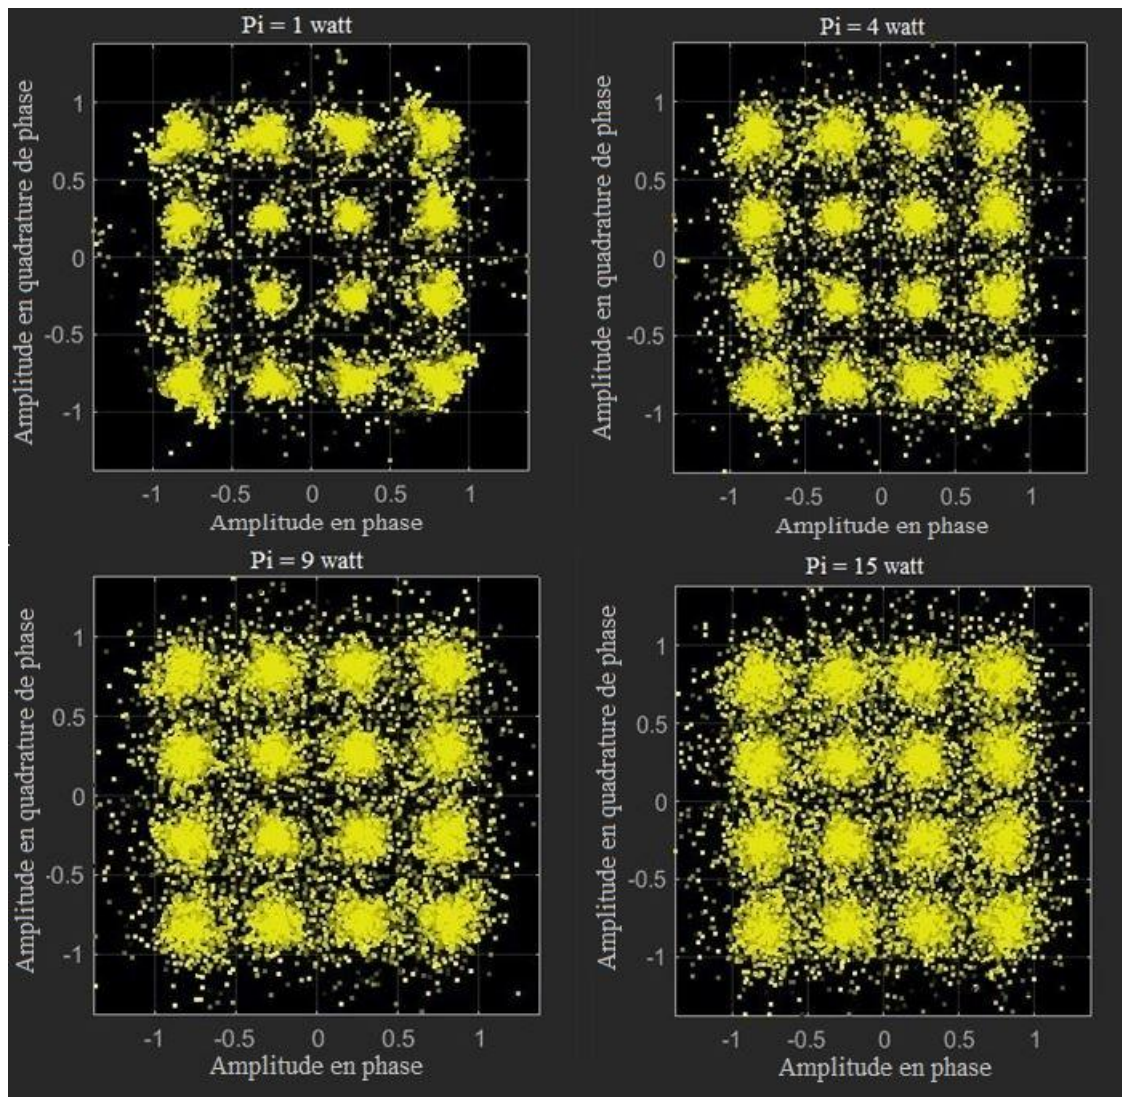 Pi = 1 watt
Amplitude en quadrature de phase
1
0.5
0
-0.5
-1
-1 -0.5 0 0.5 1
Amplitude en phase
Pi = 4 watt
Amplitude en quadrature de phase
1
0.5
0
-0.5
-1
-1 -0.5 0 0.5 1
Amplitude en phase
Pi = 9 watt
Amplitude en quadrature de phase
1
0.5
0
-0.5
-1
-1 -0.5 0 0.5 1
Amplitude en phase
Pi = 15 watt
Amplitude en quadrature de phase
1
0.5
0
-0.5
-1
-1 -0.5 0 0.5 1
Amplitude en phase